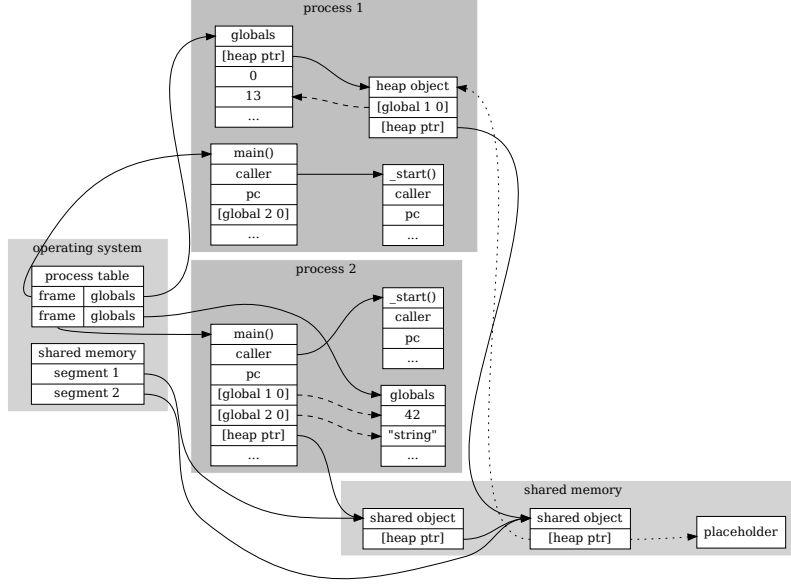 process 1
globals
[heap ptr]
0
13
...
heap object
[global 1 0]
[heap ptr]
main()
caller
pc
[global 2 0]
...
_start()
caller
pc
...
operating system
process table
frame globals
frame globals
shared memory
segment 1
segment 2
process 2
_start()
caller
pc
...
main()
caller
pc
[global 1 0]
[global 2 0]
[heap ptr]
...
globals
42
"string"
...
shared memory
shared object
[heap ptr]
shared object
[heap ptr]
placeholder